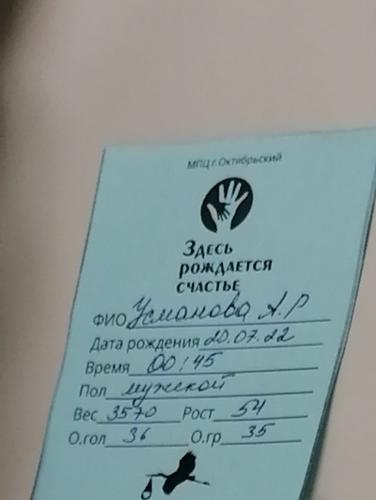 МПЦ г.Октябрьский
Здесь
рождается
счастье
ФИО Усманова А.Р
Дата рождения 20.07.22
Время 00:45
Пол мужской
Вес 3570 Рост 54
О.гол 36 О.гр 35